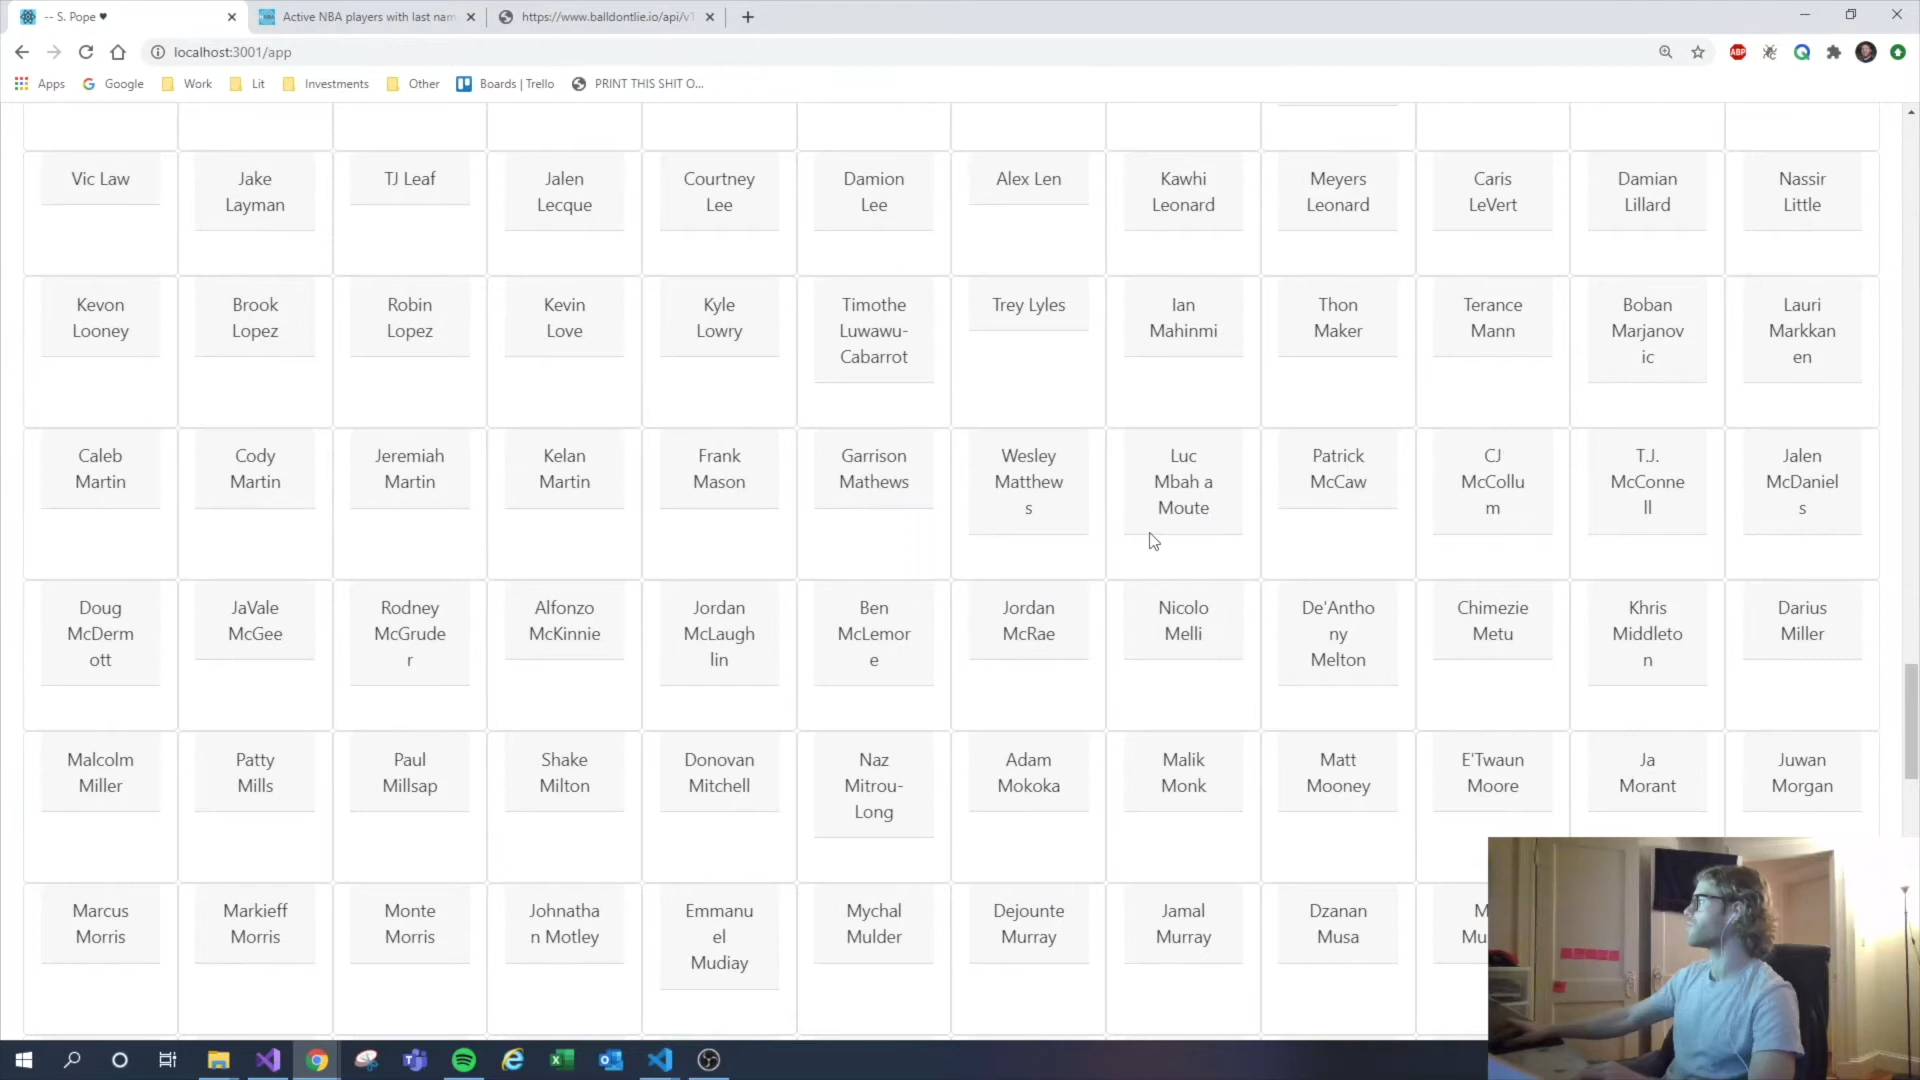 -- S. Pope ♥
Active NBA players with last nam
https://www.balldontlie.io/api/v1
localhost:3001/app
Apps
Google
Work
Lit
Investments
Other
Boards | Trello
PRINT THIS SHIT O...
ABP
Vic Law
Jake
Layman
TJ Leaf
Jalen
Lecque
Courtney
Lee
Damion
Lee
Alex Len
Kawhi
Leonard
Meyers
Leonard
Caris
LeVert
Damian
Lillard
Nassir
Little
Kevon
Looney
Brook
Lopez
Robin
Lopez
Kevin
Love
Kyle
Lowry
Timothe
Luwawu-
Cabarrot
Trey Lyles
Ian
Mahinmi
Thon
Maker
Terance
Mann
Boban
Marjanov
ic
Lauri
Markkan
en
Caleb
Martin
Cody
Martin
Jeremiah
Martin
Kelan
Martin
Frank
Mason
Garrison
Mathews
Wesley
Matthew
s
Luc
Mbah a
Moute
Patrick
McCaw
CJ
McCollu
m
T.J.
McConne
ll
Jalen
McDaniel
s
Doug
McDerm
ott
JaVale
McGee
Rodney
McGrude
r
Alfonzo
McKinnie
Jordan
McLaugh
lin
Ben
McLemor
e
Jordan
McRae
Nicolo
Melli
De'Antho
ny
Melton
Chimezie
Metu
Khris
Middleto
n
Darius
Miller
Malcolm
Miller
Patty
Mills
Paul
Millsap
Shake
Milton
Donovan
Mitchell
Naz
Mitrou-
Long
Adam
Mokoka
Malik
Monk
Matt
Mooney
E'Twaun
Moore
Ja
Morant
Juwan
Morgan
Marcus
Morris
Markieff
Morris
Monte
Morris
Johnatha
n Motley
Emmanu
el
Mudiay
Mychal
Mulder
Dejounte
Murray
Jamal
Murray
Dzanan
Musa
M
Mu